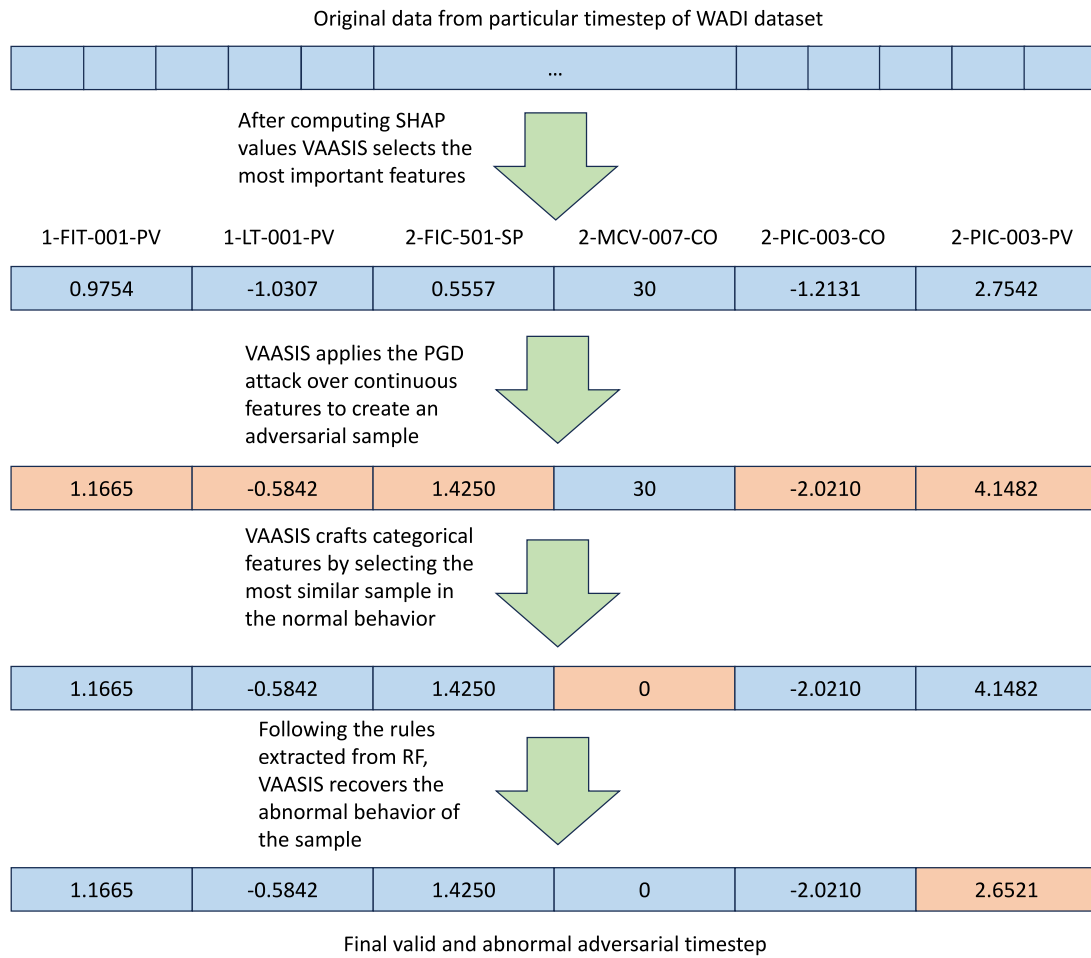 Original data from particular timestep of WADI dataset
...
After computing SHAP
values VAASIS selects the
most important features
1-FIT-001-PV 1-LT-001-PV 2-FIC-501-SP 2-MCV-007-CO 2-PIC-003-CO 2-PIC-003-PV
0.9754 -1.0307 0.5557 30 -1.2131 2.7542
VAASIS applies the PGD
attack over continuous
features to create an
adversarial sample
1.1665 -0.5842 1.4250 30 -2.0210 4.1482
VAASIS crafts categorical
features by selecting the
most similar sample in
the normal behavior
1.1665 -0.5842 1.4250 0 -2.0210 4.1482
Following the rules
extracted from RF,
VAASIS recovers the
abnormal behavior of
the sample
1.1665 -0.5842 1.4250 0 -2.0210 2.6521
Final valid and abnormal adversarial timestep